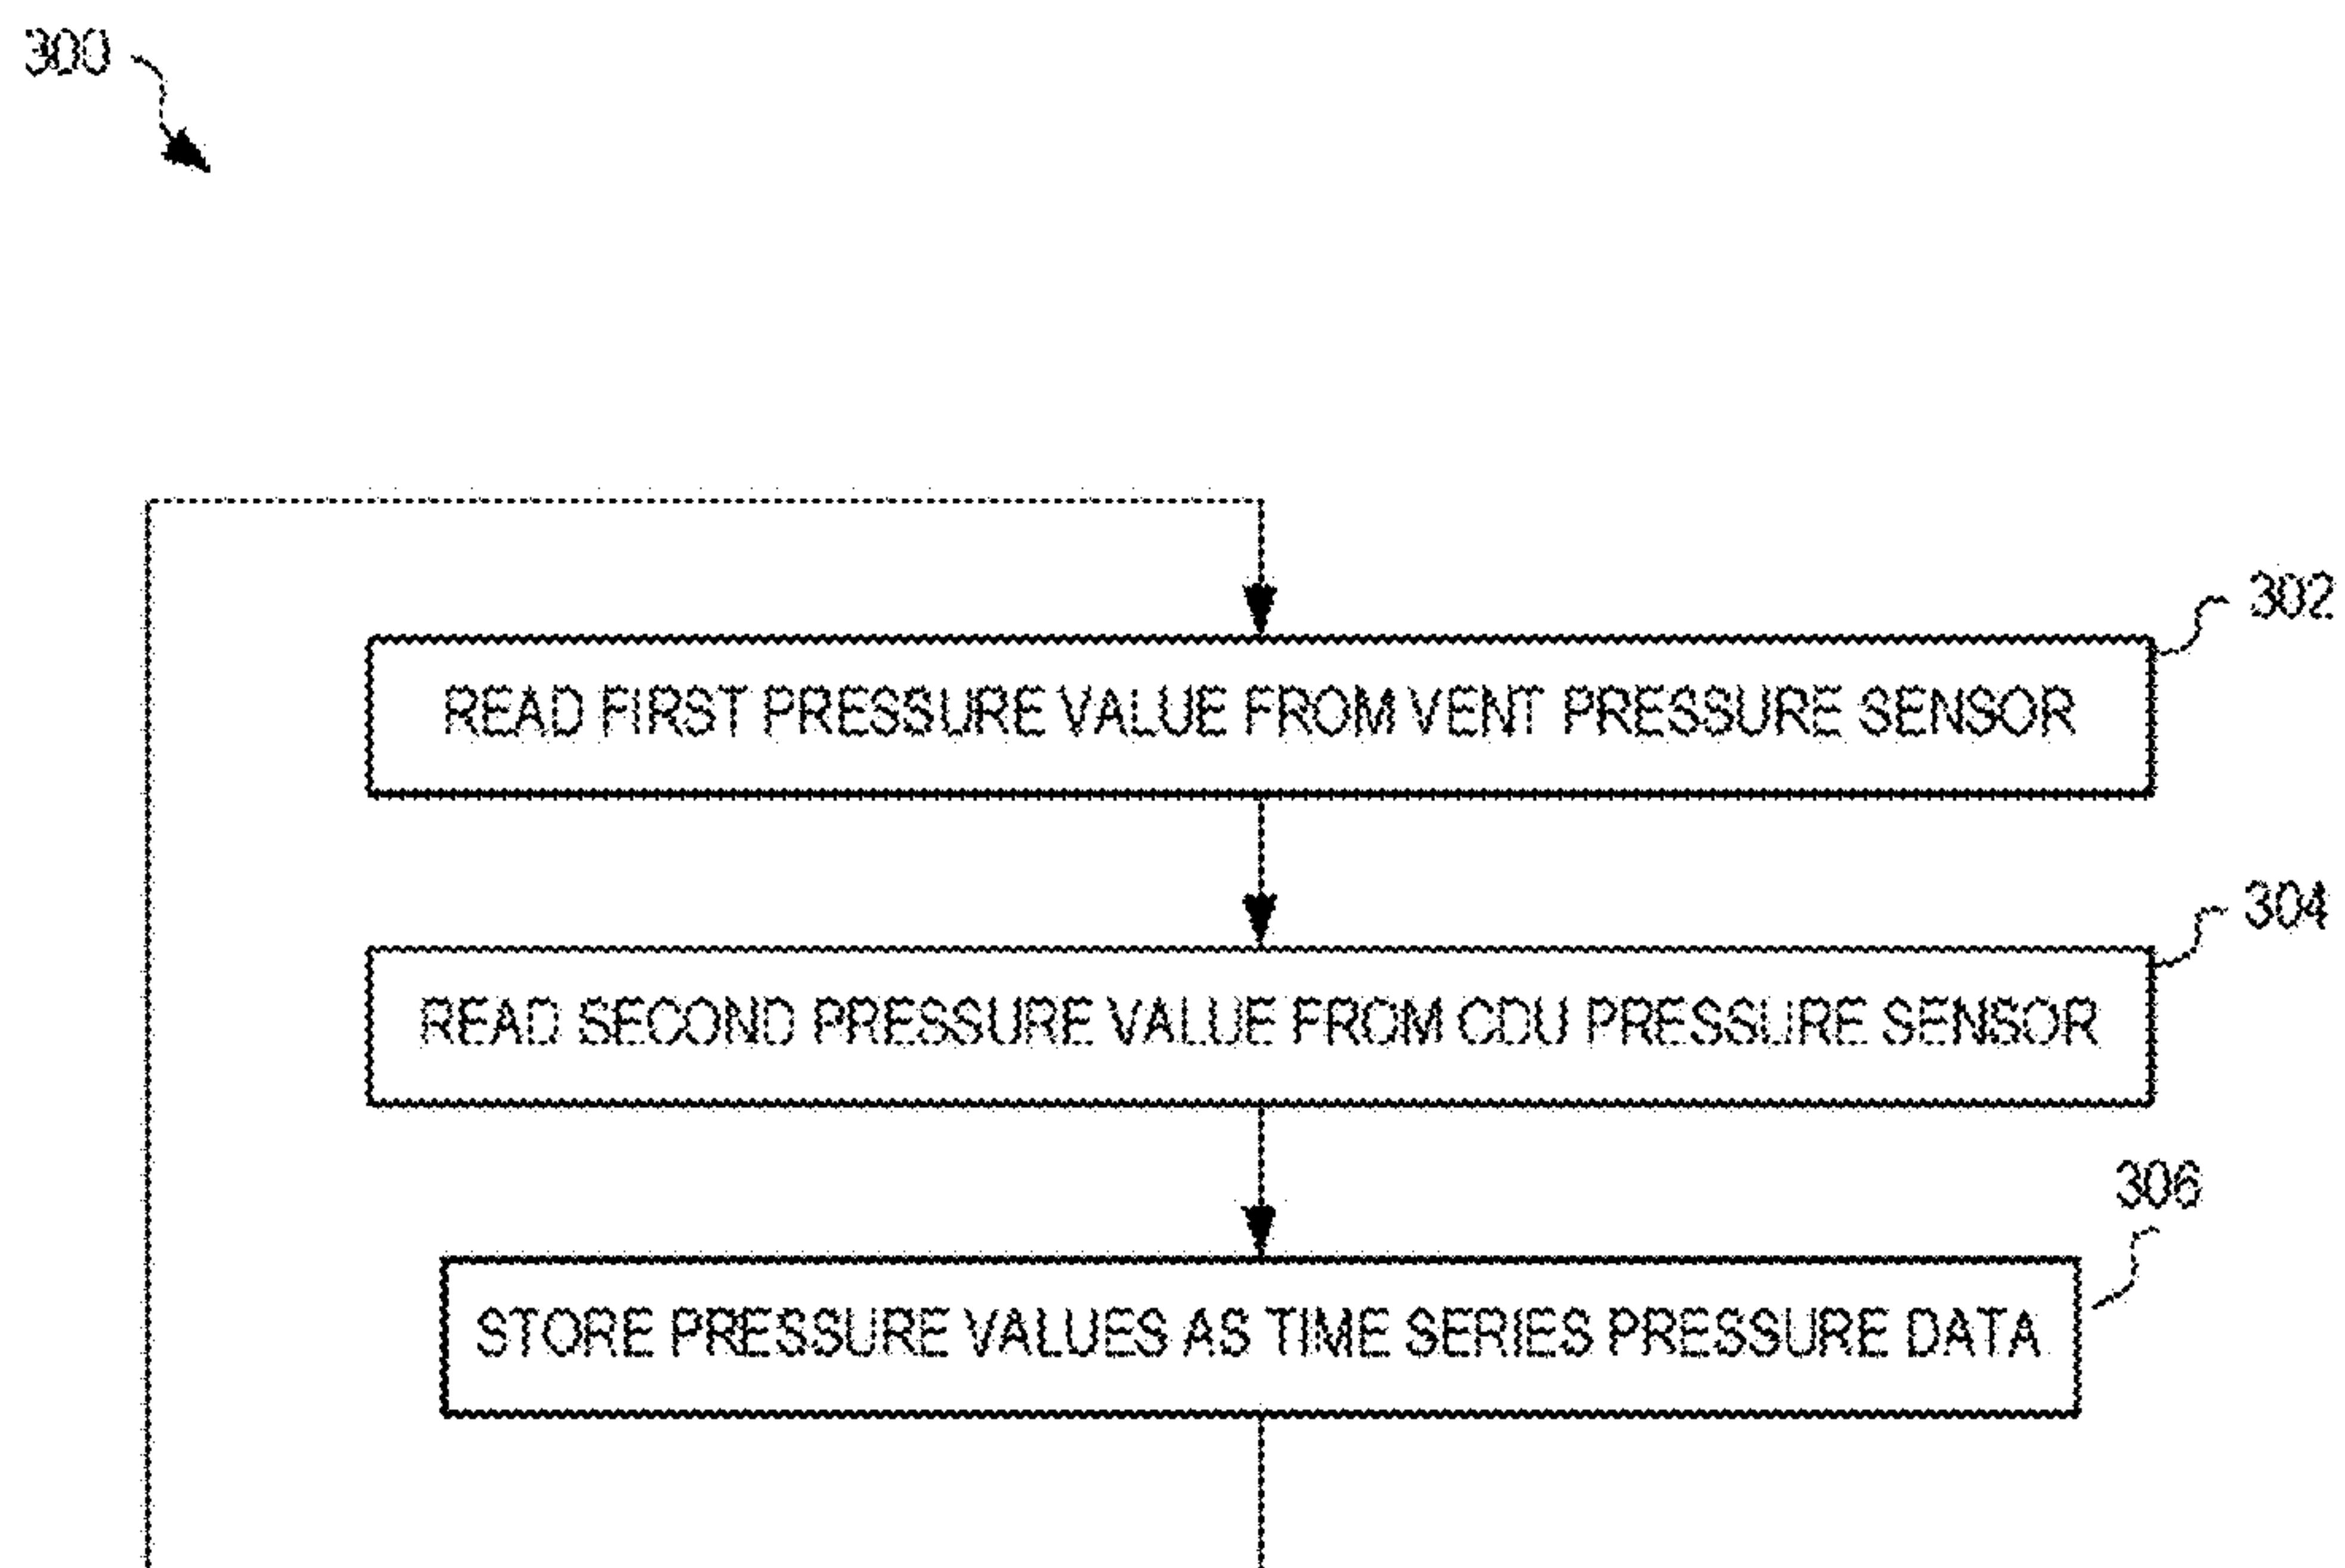 300
302
READ FIRST PRESSURE VALUE FROM VENT PRESSURE SENSOR
304
READ SECOND PRESSURE VALUE FROM CDU PRESSURE SENSOR
306
STORE PRESSURE VALUES AS TIME SERIES PRESSURE DATA